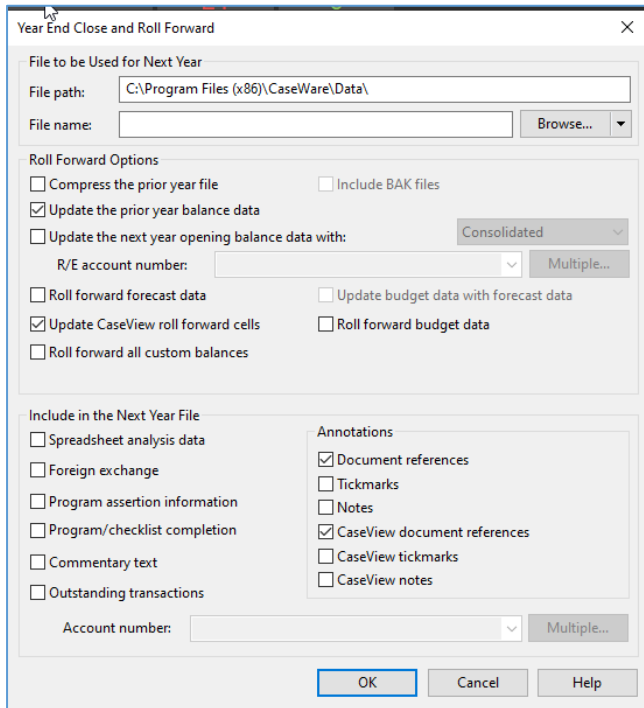 Year End Close and Roll Forward
File to be Used for Next Year
File path: C:\Program Files (x86)\CaseWare\Data\
File name: Browse...
Roll Forward Options
Compress the prior year file Include BAK files
Update the prior year balance data
Update the next year opening balance data with: Consolidated
R/E account number: Multiple...
Roll forward forecast data Update budget data with forecast data
Update CaseView roll forward cells Roll forward budget data
Roll forward all custom balances
Include in the Next Year File
Spreadsheet analysis data
Foreign exchange
Program assertion information
Program/checklist completion
Commentary text
Outstanding transactions
Annotations
Document references
Tickmarks
Notes
CaseView document references
CaseView tickmarks
CaseView notes
Account number: Multiple...
OK Cancel Help